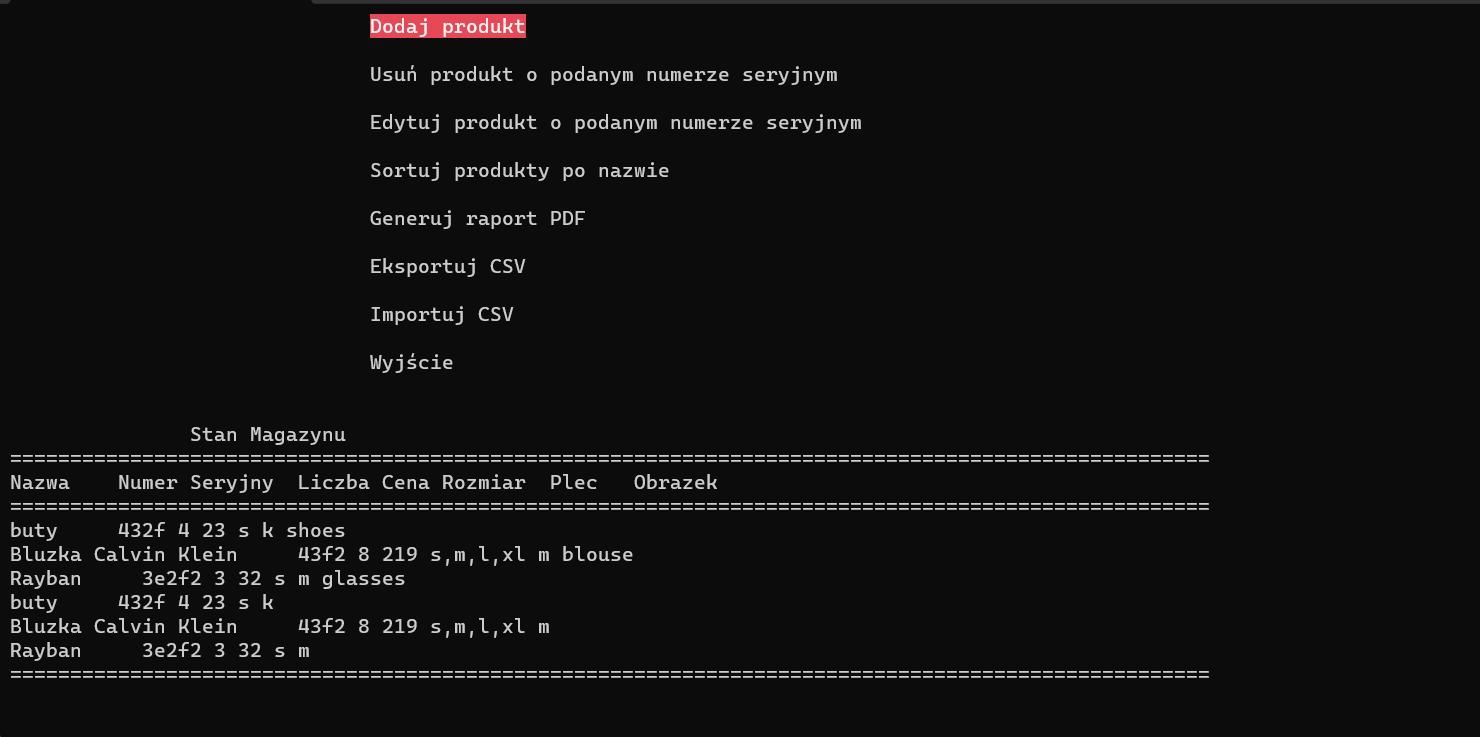 Dodaj produkt
Usuń produkt o podanym numerze seryjnym
Edytuj produkt o podanym numerze seryjnym
Sortuj produkty po nazwie
Generuj raport PDF
Eksportuj CSV
Importuj CSV
Wyjście
Stan Magazynu
====================================================================================================
Nazwa    Numer Seryjny  Liczba Cena Rozmiar  Plec   Obrazek
====================================================================================================
buty     432f 4 23 s k shoes
Bluzka Calvin Klein     43f2 8 219 s,m,l,xl m blouse
Rayban     3e2f2 3 32 s m glasses
buty     432f 4 23 s k
Bluzka Calvin Klein     43f2 8 219 s,m,l,xl m
Rayban     3e2f2 3 32 s m
====================================================================================================